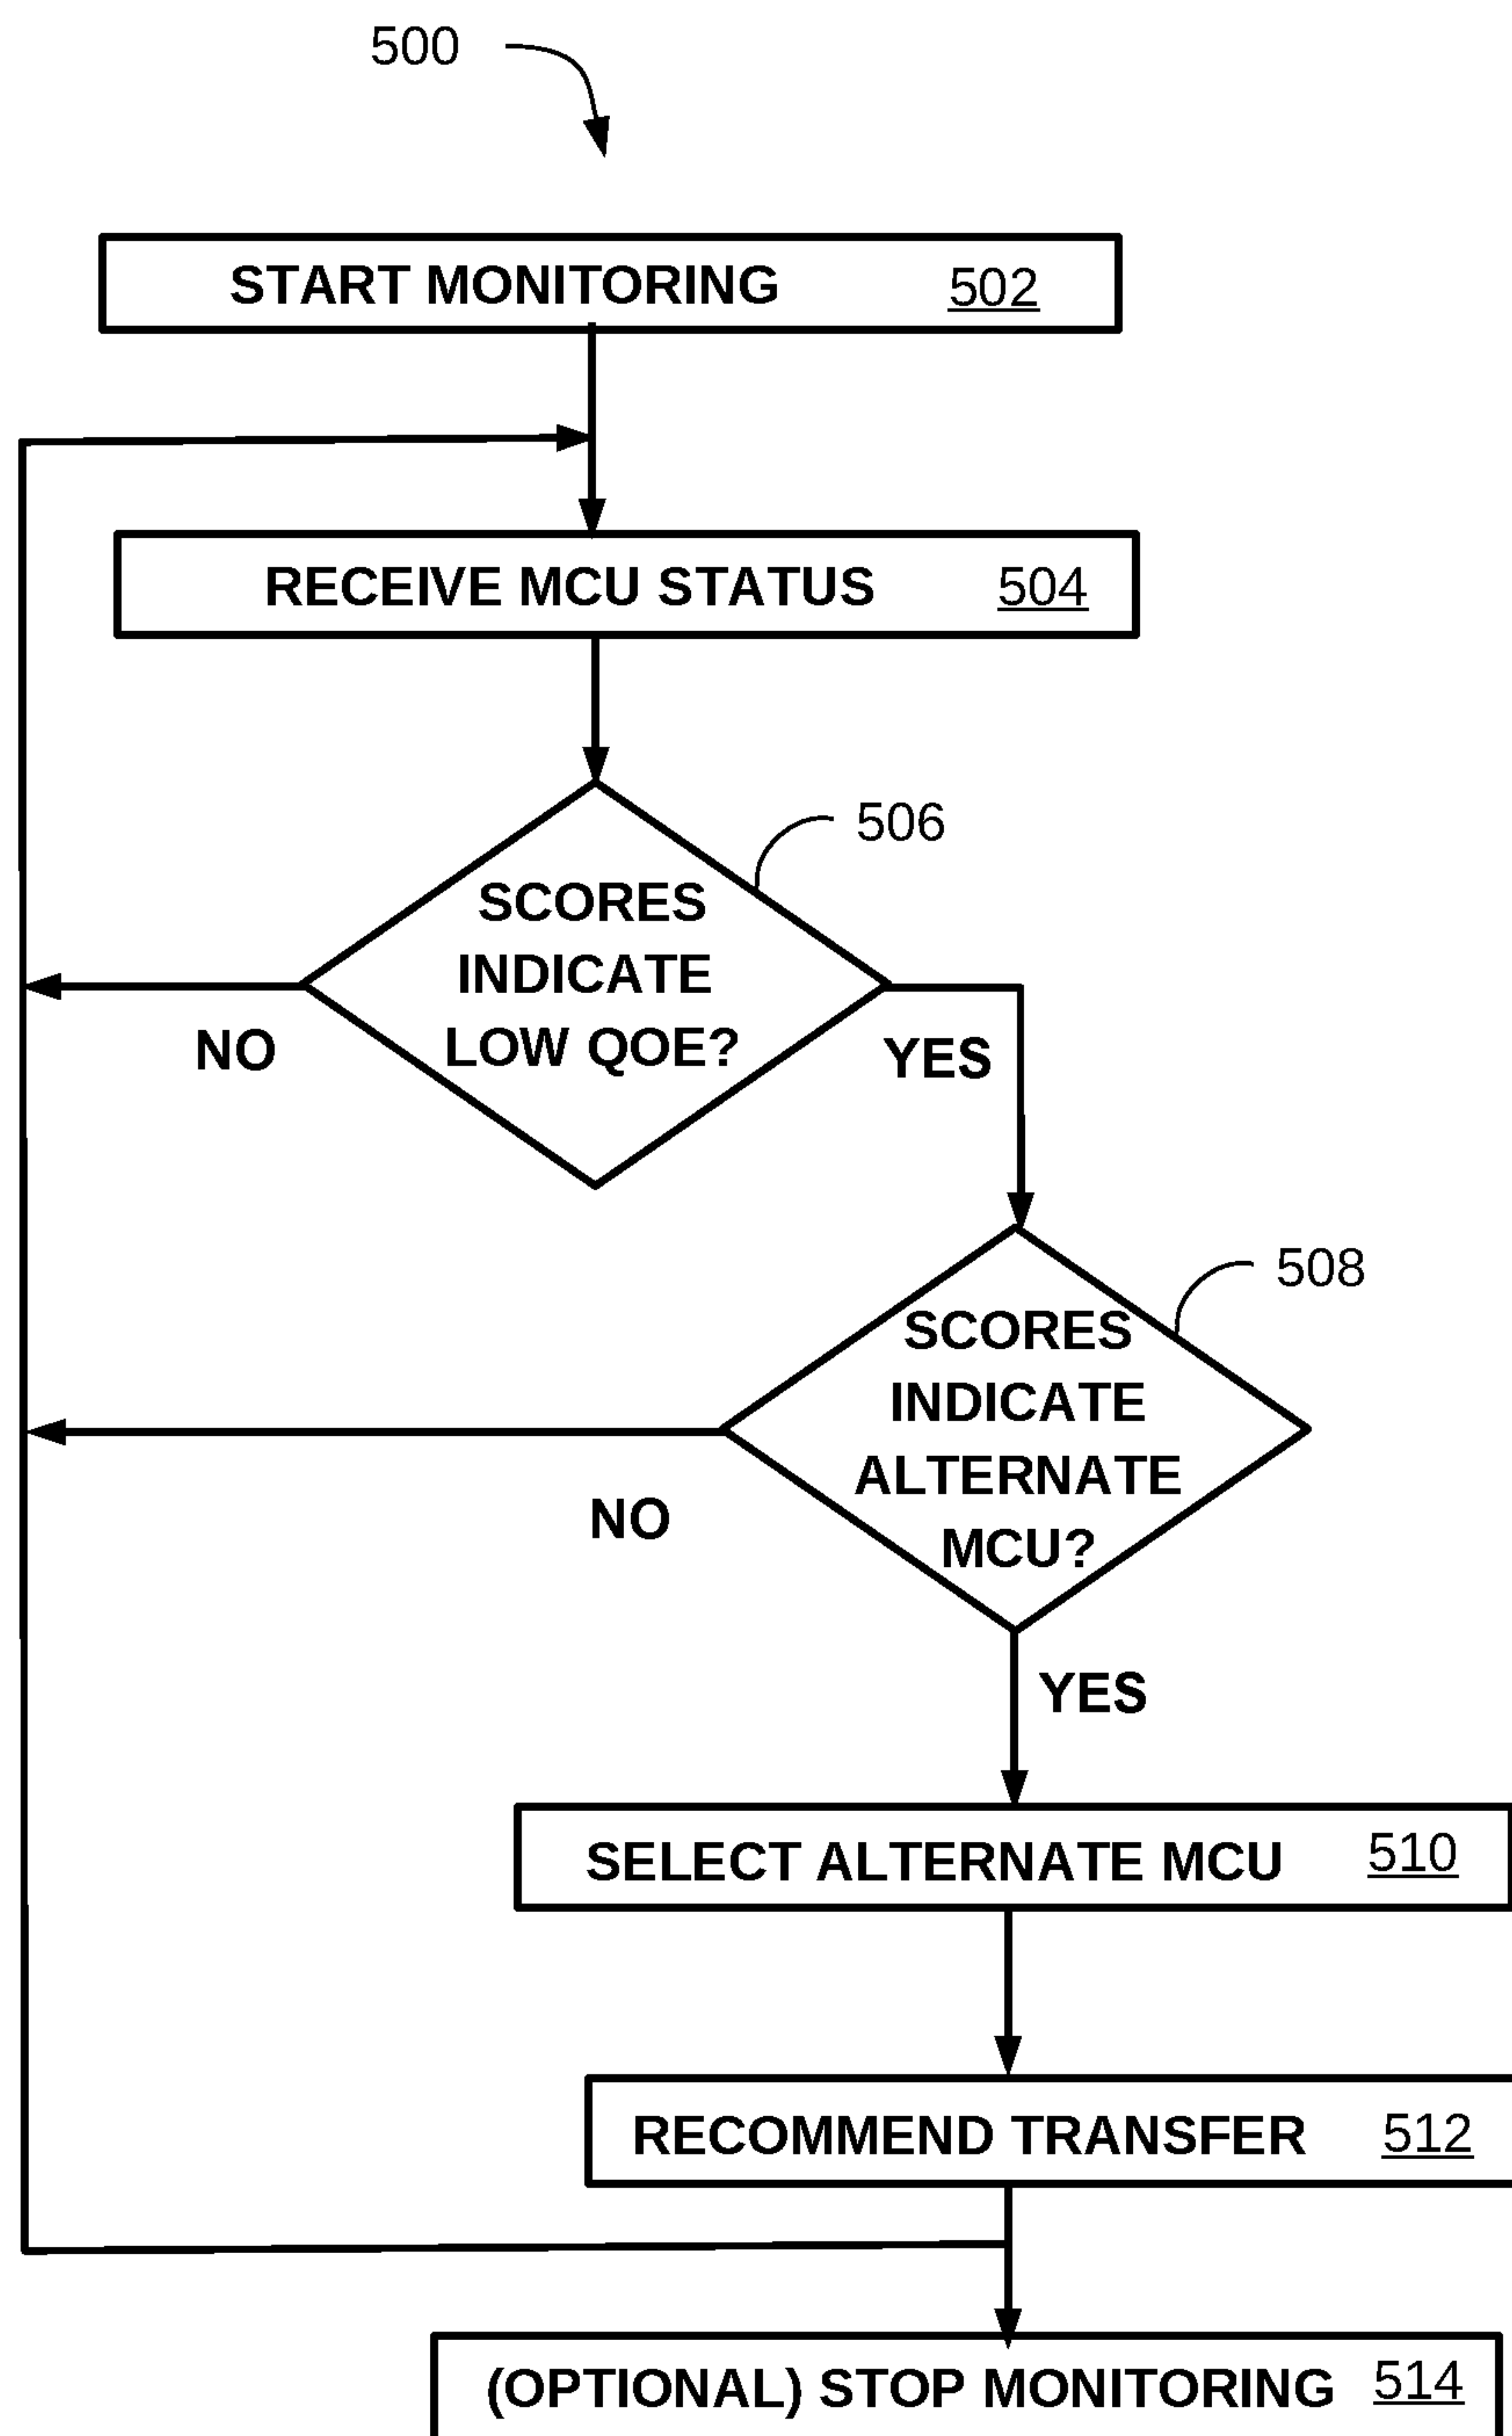 500
START MONITORING 502
RECEIVE MCU STATUS 504
506
SCORES
INDICATE
LOW QOE?
NO
YES
508
SCORES
INDICATE
ALTERNATE
MCU?
NO
YES
SELECT ALTERNATE MCU 510
RECOMMEND TRANSFER 512
(OPTIONAL) STOP MONITORING 514